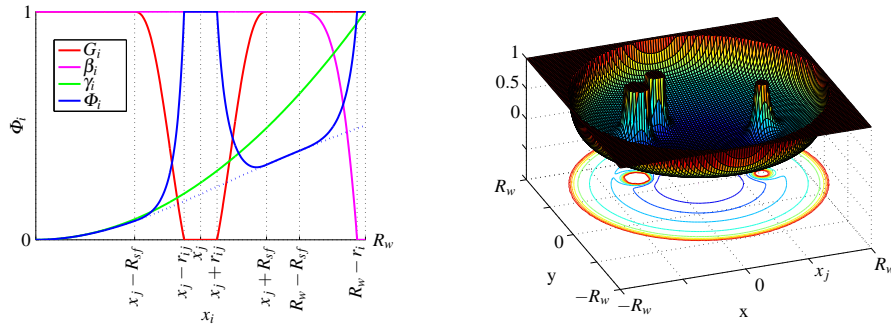 1
Φ_i
0
G_i
β_i
γ_i
Φ_i
x_j − R_sf
x_j − r_ij
x_j
x_j + r_ij
x_j + R_sf
R_w − R_sf
R_w − r_i
R_w
x_i
1
0.5
0
R_w
0
−R_w
y
−R_w
0
x_j
R_w
x